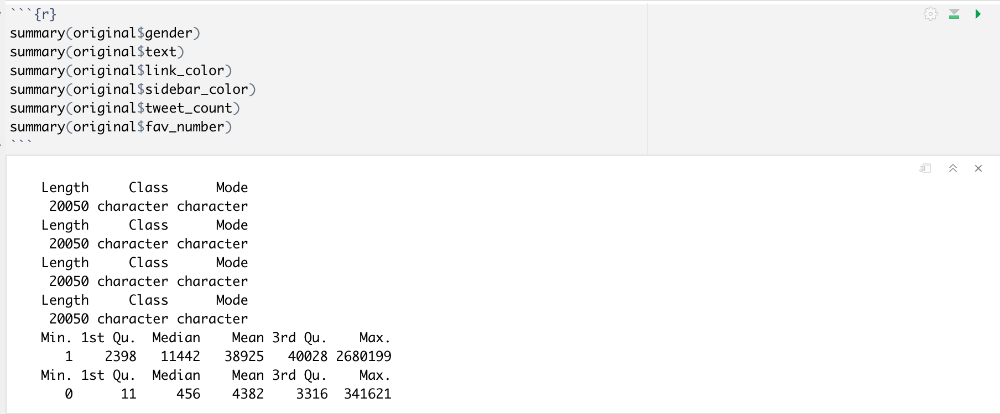 ```{r}
summary(original$gender)
summary(original$text)
summary(original$link_color)
summary(original$sidebar_color)
summary(original$tweet_count)
summary(original$fav_number)
```
   Length     Class      Mode
    20050 character character
   Length     Class      Mode
    20050 character character
   Length     Class      Mode
    20050 character character
   Length     Class      Mode
    20050 character character
   Min. 1st Qu.  Median    Mean 3rd Qu.    Max.
      1    2398   11442   38925   40028 2680199
   Min. 1st Qu.  Median    Mean 3rd Qu.    Max.
      0      11     456    4382    3316  341621